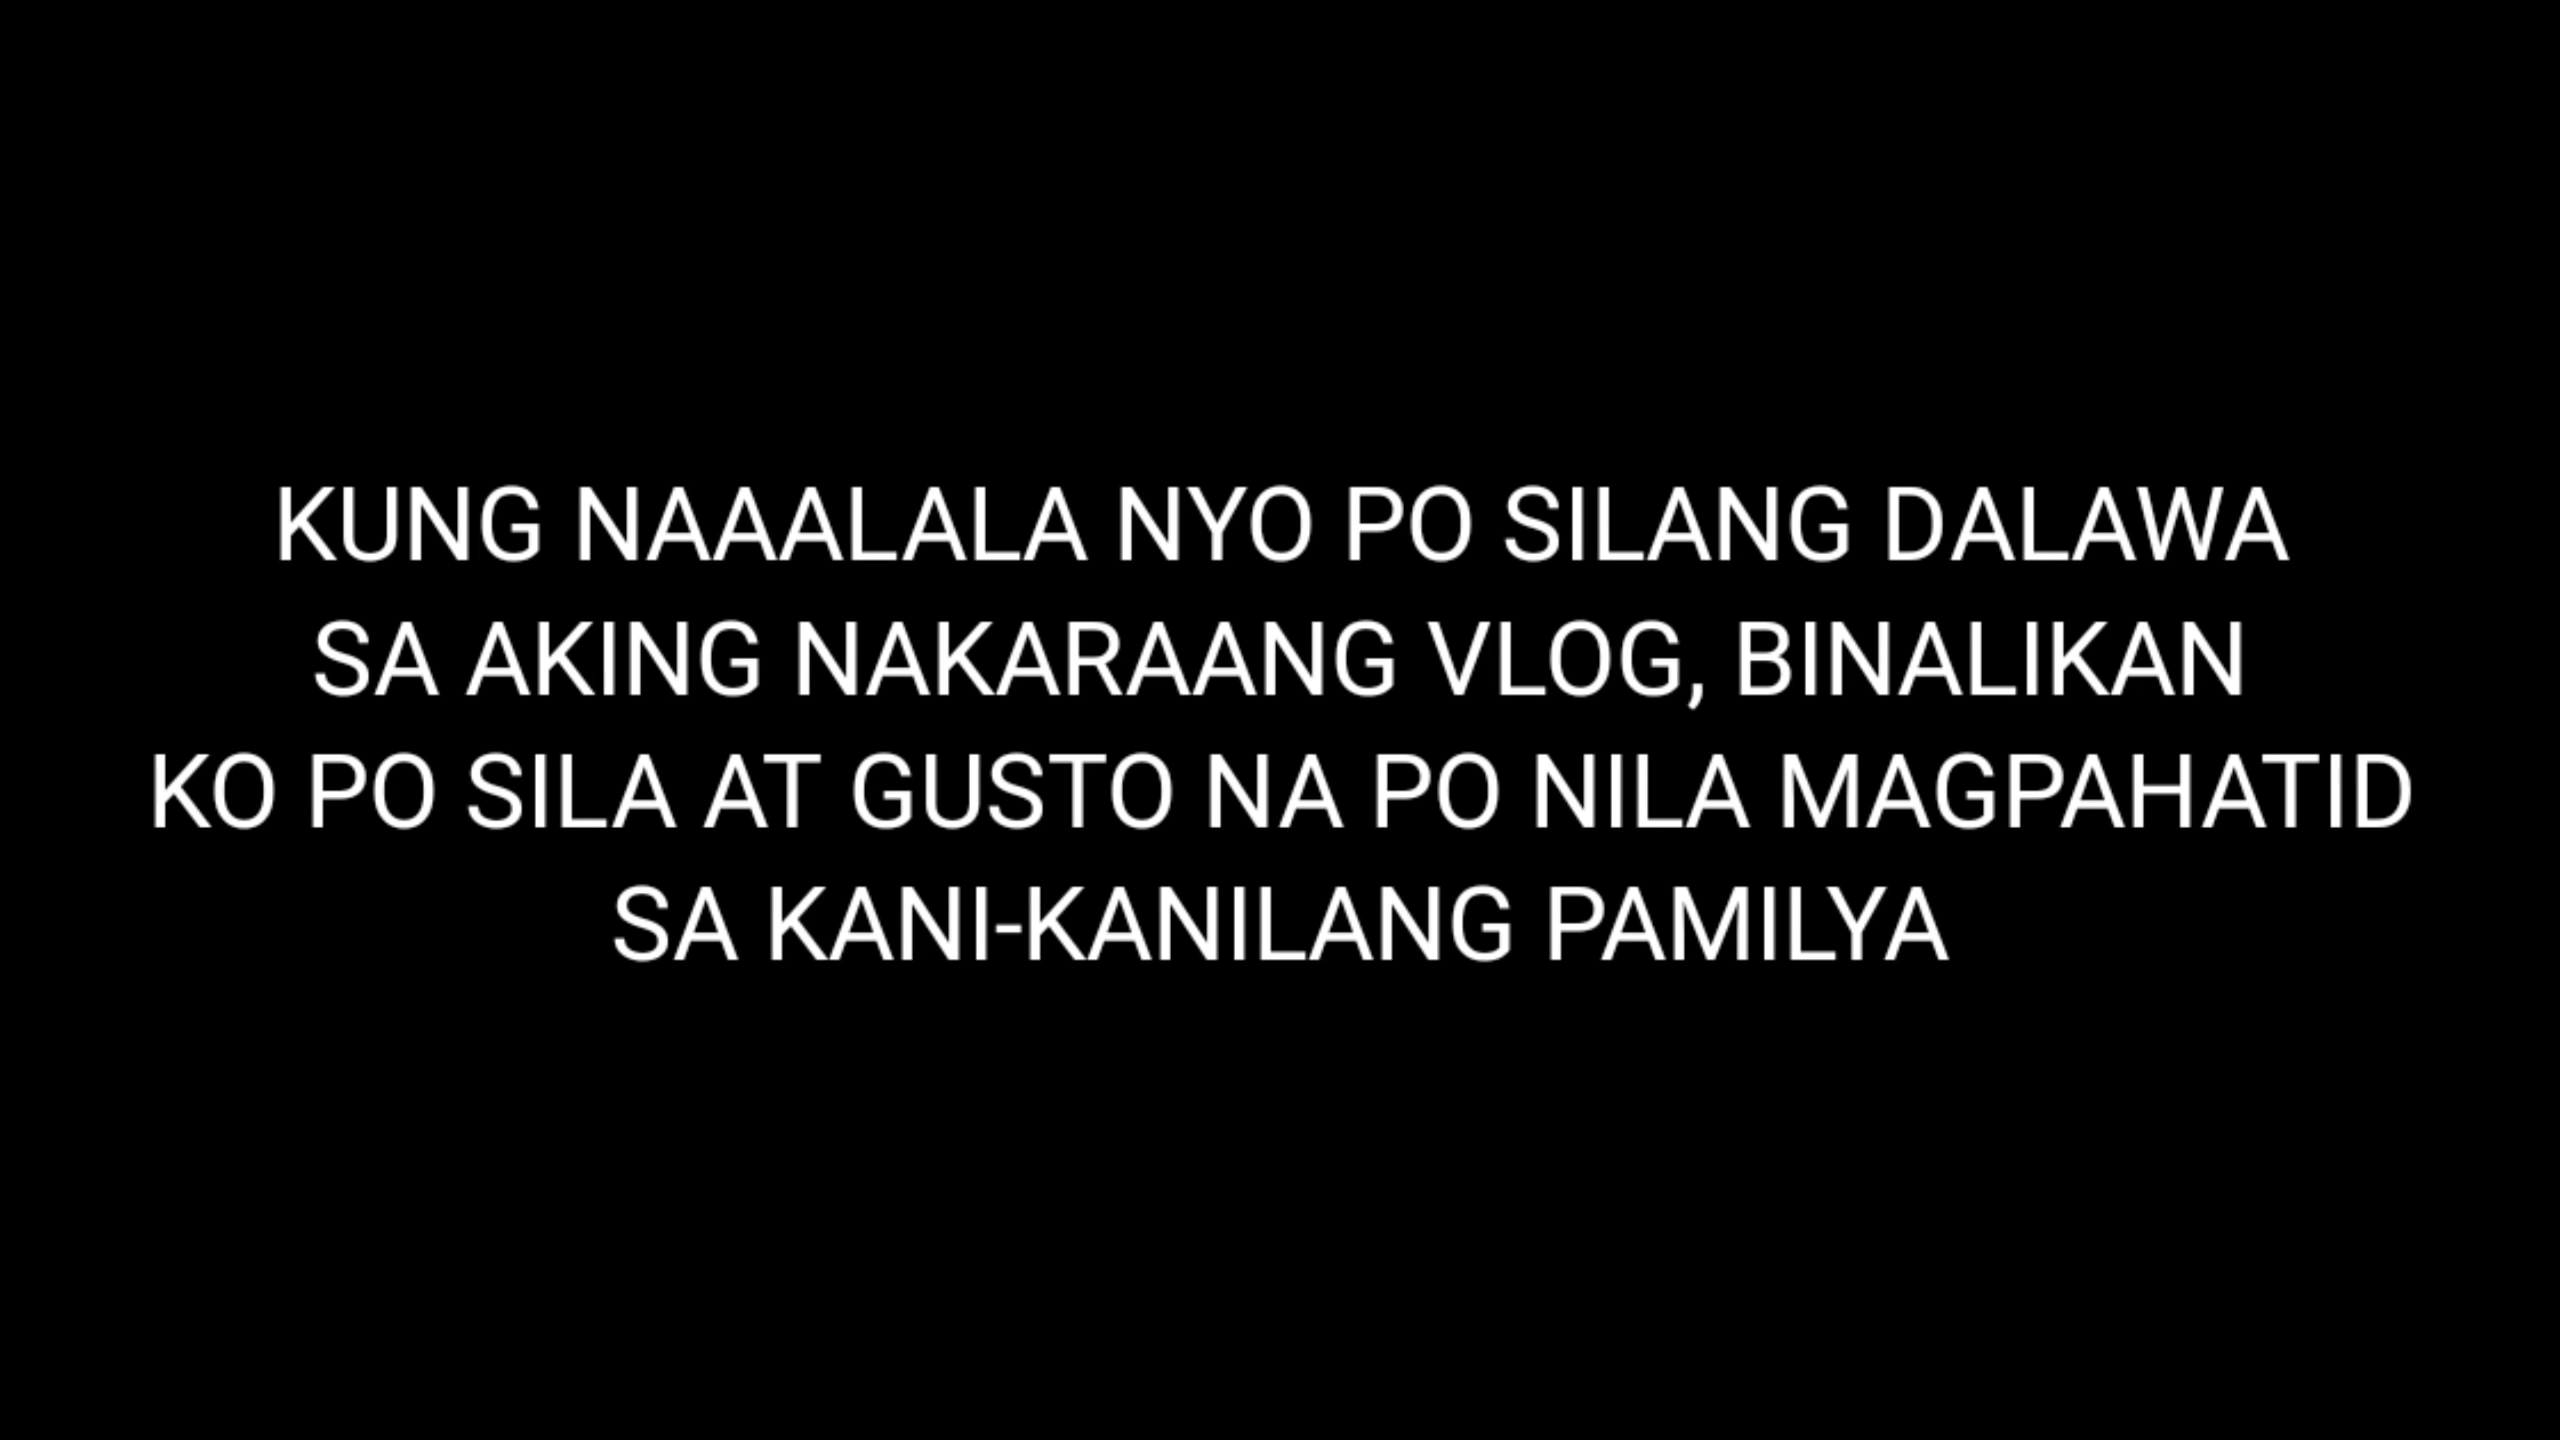 KUNG NAAALALA NYO PO SILANG DALAWA
SA AKING NAKARAANG VLOG, BINALIKAN
KO PO SILA AT GUSTO NA PO NILA MAGPAHATID
SA KANI-KANILANG PAMILYA